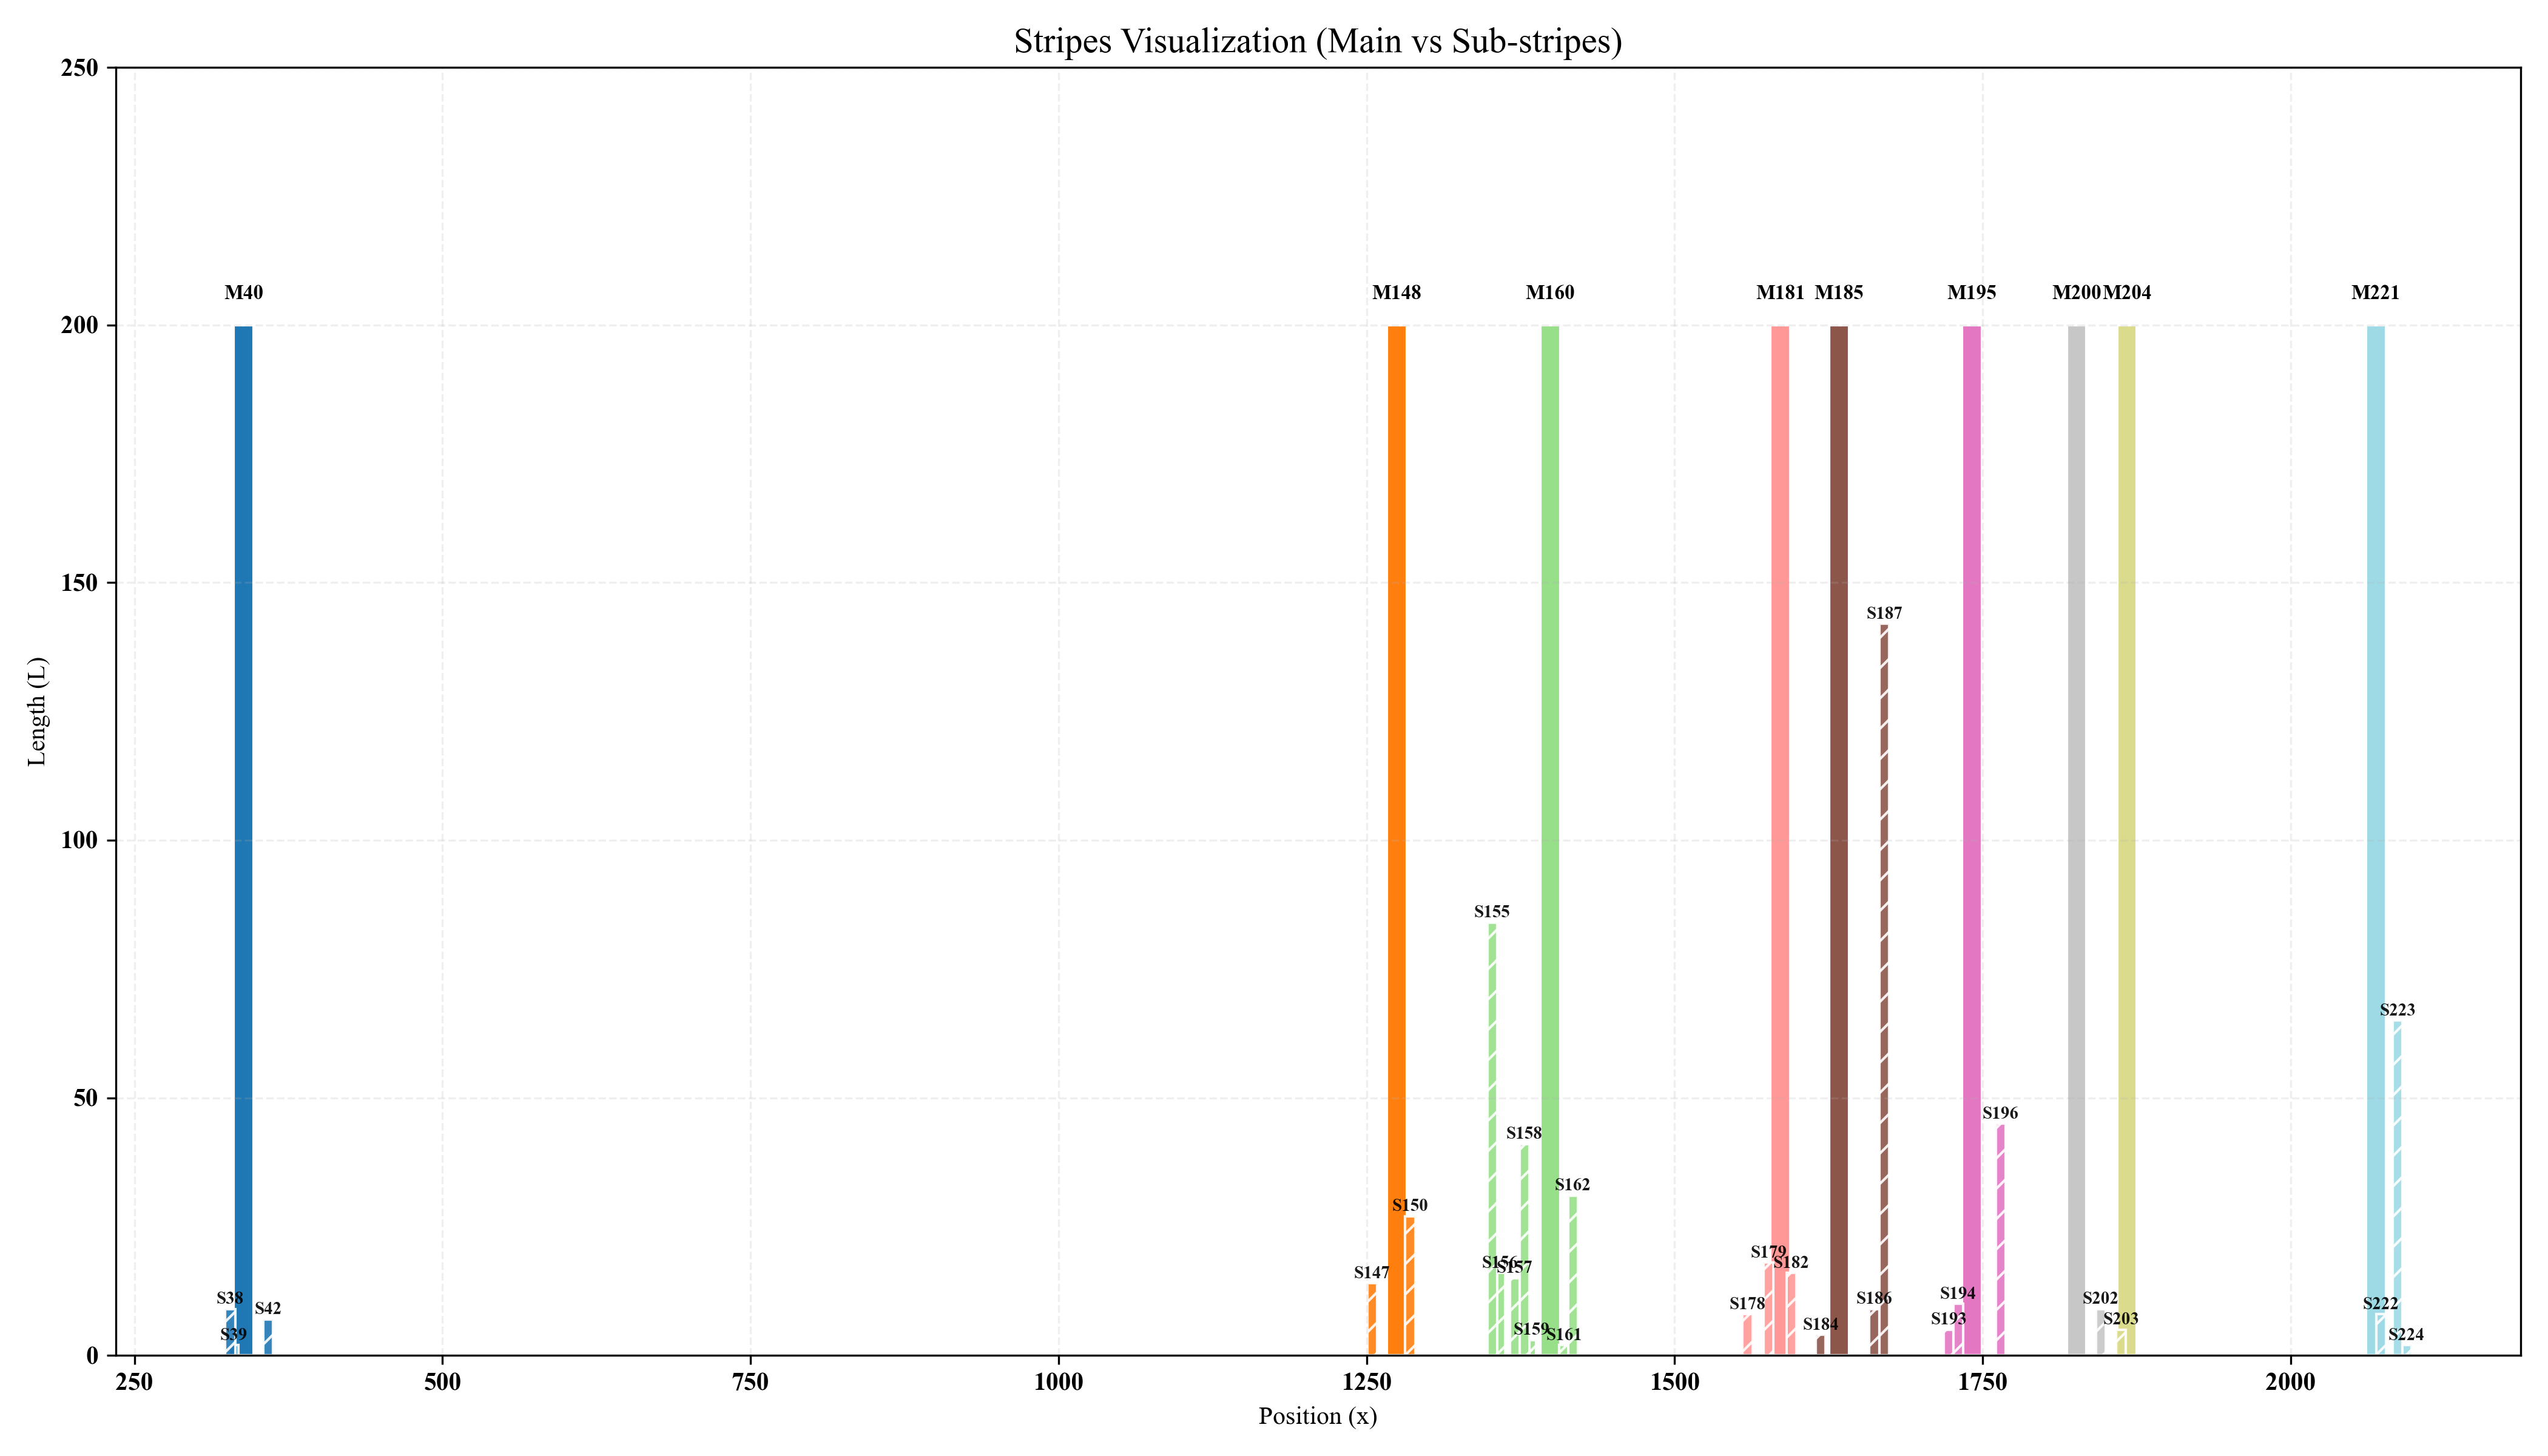 Stripes Visualization (Main vs Sub-stripes)
250
200
150
100
50
0
Length (L)
M40
M148
M160
M181
M185
M195
M200
M204
M221
S187
S155
S223
S196
S158
S162
S150
S179
S182
S156
S157
S147
S38
S42
S39
S159
S161
S178
S184
S186
S194
S193
S202
S203
S222
S224
250
500
750
1000
1250
1500
1750
2000
Position (x)